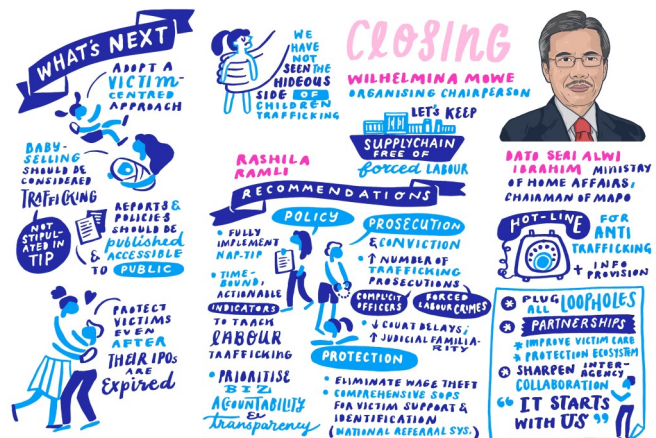 WHAT'S NEXT
ADOPT A
VICTIM-
CENTRED
APPROACH
BABY-
SELLING
SHOULD BE
CONSIDERED
TRAFFICKING
NOT
STIPUL-
ATED IN
TIP
REPORTS &
POLICIES
SHOULD BE
published
ACCESSIBLE
& TO PUBLIC
PROTECT
VICTIMS
EVEN
AFTER
THEIR IPOs
ARE
Expired
WE
HAVE
NOT
SEEN THE
HIDEOUS
SIDE OF
CHILDREN
TRAFFICKING
CLOSING
WILHELMINA MOWE
ORGANISING CHAIRPERSON
LET'S KEEP
SUPPLYCHAIN
FREE OF
forced LABOUR
RASHILA
RAMLI
RECOMMENDATIONS
POLICY
• FULLY
IMPLEMENT
NAP-TIP
• TIME-
BOUND,
ACTIONABLE
INDICATORS
TO TRACK
LABOUR
TRAFFICKING
• PRIORITISE
BIZ
ACCOUNTABILITY
&
transparency
PROSECUTION
& CONVICTION
• ↑ NUMBER OF
TRAFFICKING
PROSECUTIONS
COMPLICIT
OFFICERS
FORCED
LABOUR CRIMES
• ↓ COURT DELAYS;
↑ JUDICIAL FAMILIA-
RITY
PROTECTION
• ELIMINATE WAGE THEFT
• COMPREHENSIVE SOPs
FOR VICTIM SUPPORT &
IDENTIFICATION
(NATIONAL REFERAL SYS.)
DATO SERI ALWI
IBRAHIM MINISTRY
OF HOME AFFAIRS,
CHAIRMAN OF MAPO
HOT-LINE FOR
ANTI
TRAFFICKING
+ INFO
PROVISION
PLUG
ALL LOOPHOLES
PARTNERSHIPS
* IMPROVE VICTIM CARE
* PROTECTION ECOSYSTEM
SHARPEN INTER-
AGENCY
COLLABORATION
“IT STARTS
WITH US”